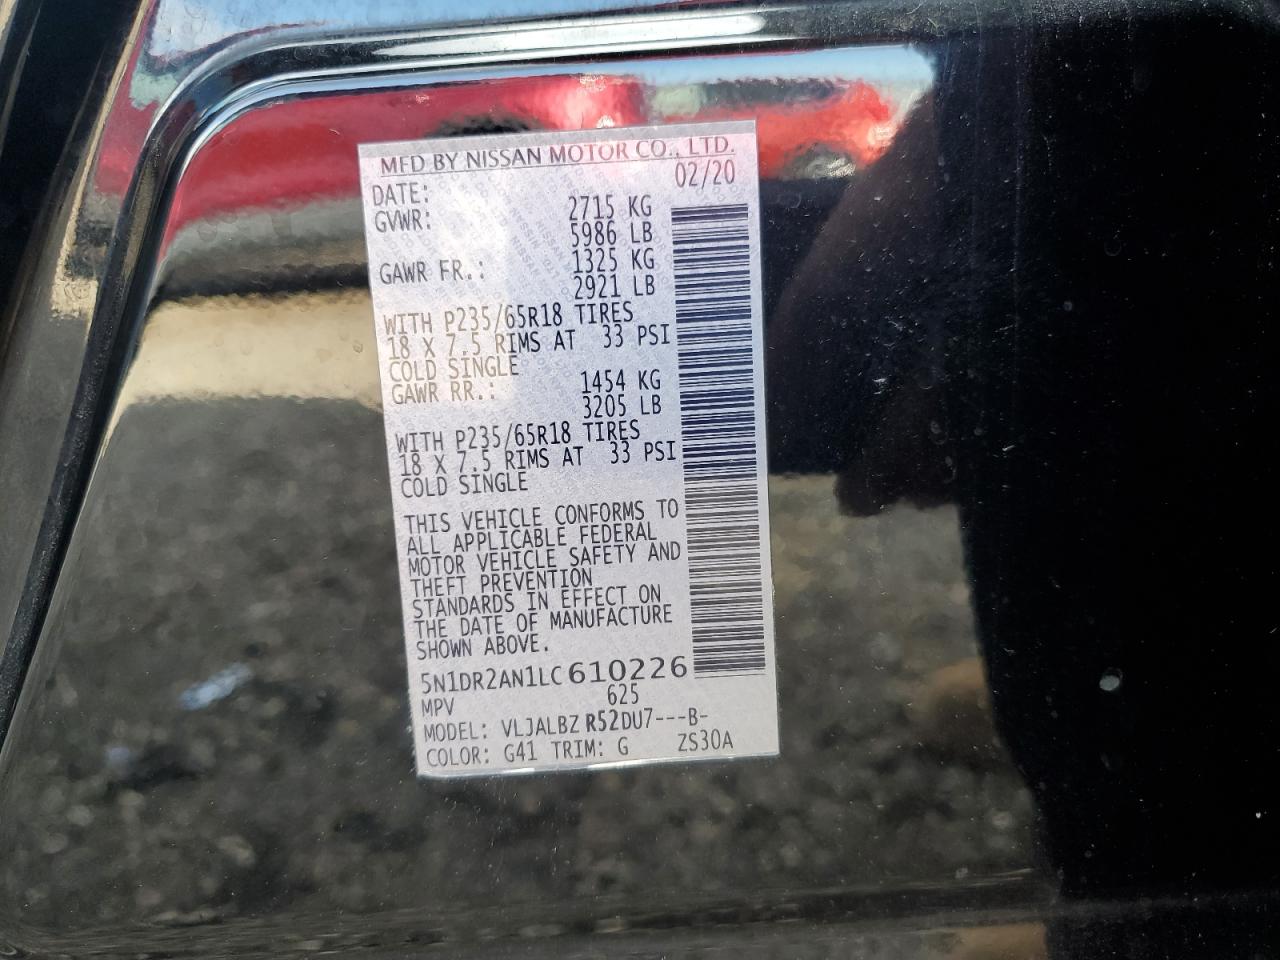 MFD BY NISSAN MOTOR CO., LTD.
DATE: 02/20
GVWR: 2715 KG
5986 LB
GAWR FR.: 1325 KG
2921 LB
WITH P235/65R18 TIRES
18 X 7.5 RIMS AT 33 PSI
COLD SINGLE
GAWR RR.: 1454 KG
3205 LB
WITH P235/65R18 TIRES
18 X 7.5 RIMS AT 33 PSI
COLD SINGLE
THIS VEHICLE CONFORMS TO
ALL APPLICABLE FEDERAL
MOTOR VEHICLE SAFETY AND
THEFT PREVENTION
STANDARDS IN EFFECT ON
THE DATE OF MANUFACTURE
SHOWN ABOVE.
5N1DR2AN1LC610226
MPV 625
MODEL: VLJALBZ R52DU7---B-
COLOR: G41 TRIM: G ZS30A